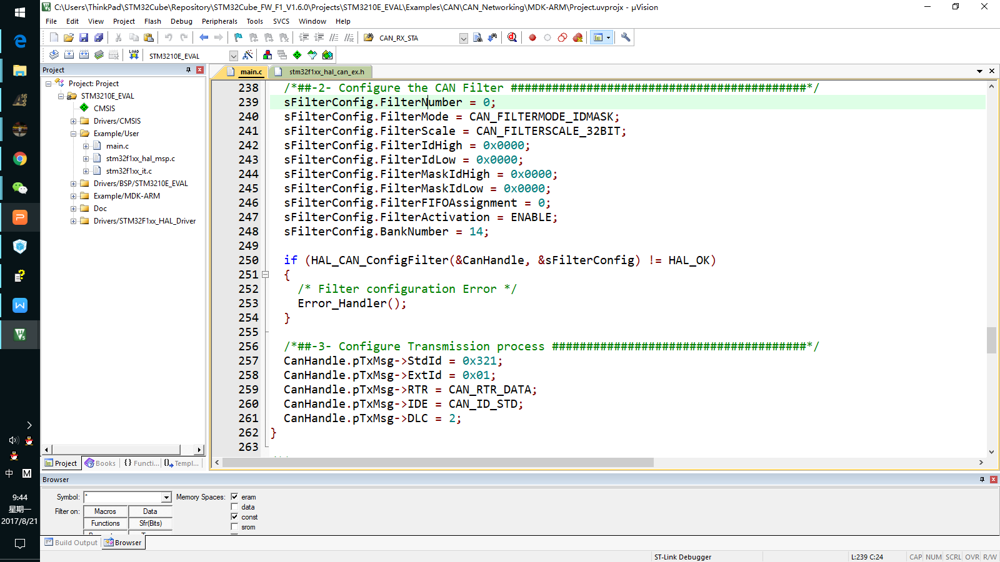 C:\Users\ThinkPad\STM32Cube\Repository\STM32Cube_FW_F1_V1.6.0\Projects\STM3210E_EVAL\Examples\CAN\CAN_Networking\MDK-ARM\Project.uvprojx - µVision
File Edit View Project Flash Debug Peripherals Tools SVCS Window Help
CAN_RX_STA
LOAD STM3210E_EVAL
Project
main.c stm32f1xx_hal_can_ex.h
Project: Project
STM3210E_EVAL
CMSIS
Drivers/CMSIS
Example/User
main.c
stm32f1xx_hal_msp.c
stm32f1xx_it.c
Drivers/BSP/STM3210E_EVAL
Example/MDK-ARM
Doc
Drivers/STM32F1xx_HAL_Driver
238 /*##-2- Configure the CAN Filter ###########################################*/
239 sFilterConfig.FilterNumber = 0;
240 sFilterConfig.FilterMode = CAN_FILTERMODE_IDMASK;
241 sFilterConfig.FilterScale = CAN_FILTERSCALE_32BIT;
242 sFilterConfig.FilterIdHigh = 0x0000;
243 sFilterConfig.FilterIdLow = 0x0000;
244 sFilterConfig.FilterMaskIdHigh = 0x0000;
245 sFilterConfig.FilterMaskIdLow = 0x0000;
246 sFilterConfig.FilterFIFOAssignment = 0;
247 sFilterConfig.FilterActivation = ENABLE;
248 sFilterConfig.BankNumber = 14;
249
250 if (HAL_CAN_ConfigFilter(&CanHandle, &sFilterConfig) != HAL_OK)
251 {
252 /* Filter configuration Error */
253 Error_Handler();
254 }
255
256 /*##-3- Configure Transmission process #####################################*/
257 CanHandle.pTxMsg->StdId = 0x321;
258 CanHandle.pTxMsg->ExtId = 0x01;
259 CanHandle.pTxMsg->RTR = CAN_RTR_DATA;
260 CanHandle.pTxMsg->IDE = CAN_ID_STD;
261 CanHandle.pTxMsg->DLC = 2;
262 }
263
Project Books {} Functi... Templ...
Browser
Symbol: * Memory Spaces: eram
data
Filter on: Macros Data
const
Functions Sfr(Bits)
srom
Build Output Browser
ST-Link Debugger L:239 C:24 CAP NUM SCRL OVR R/W
中 M
9:44
星期一
2017/8/21